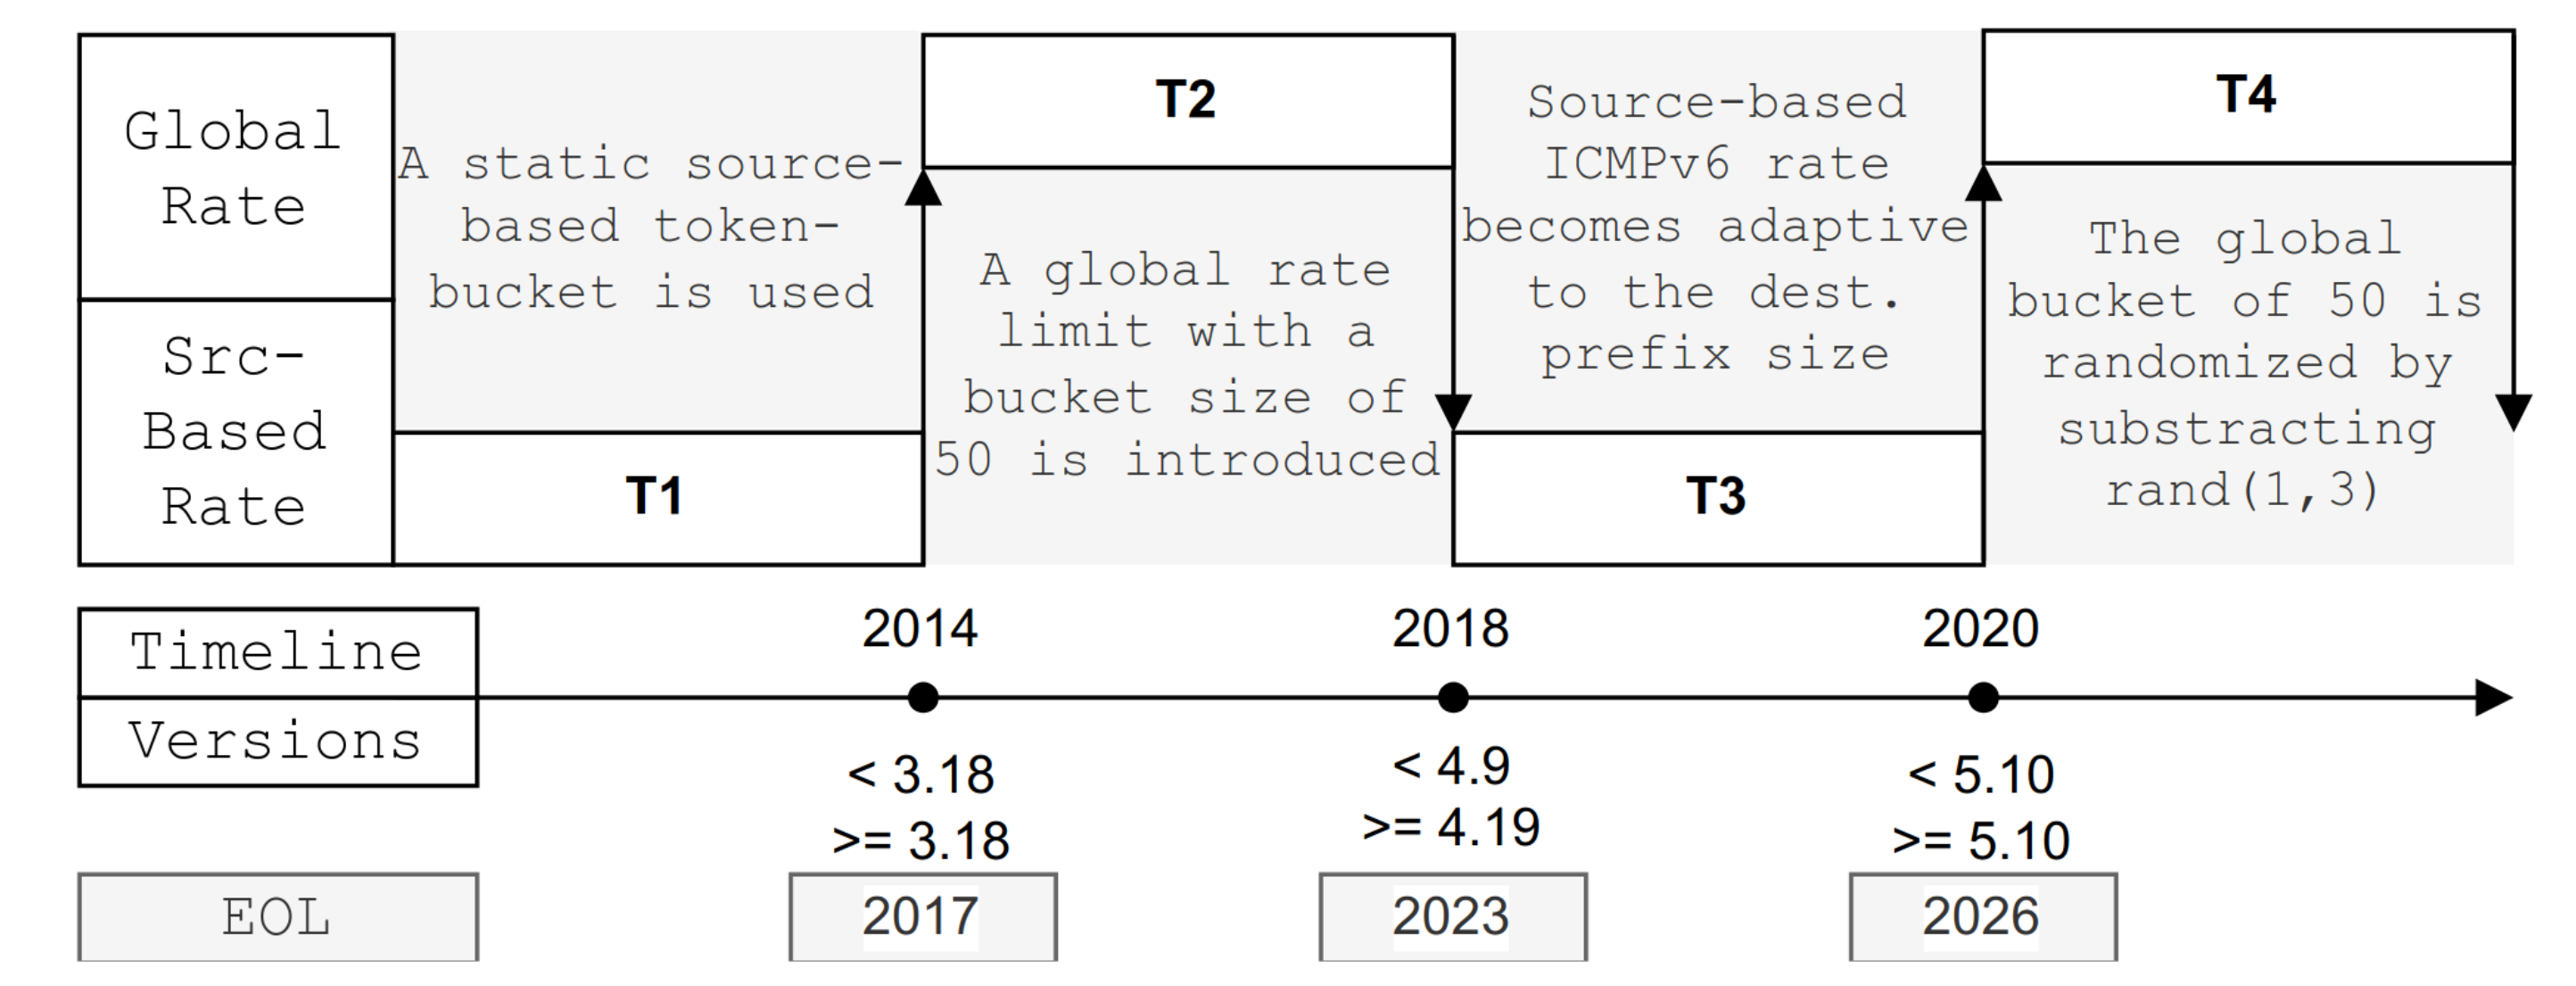 Global
Rate
Src-
Based
Rate
A static source-
based token-
bucket is used
T1
T2
A global rate
limit with a
bucket size of
50 is introduced
Source-based
ICMPv6 rate
becomes adaptive
to the dest.
prefix size
T3
T4
The global
bucket of 50 is
randomized by
substracting
rand(1,3)
Timeline
2014
2018
2020
Versions
< 3.18
>= 3.18
< 4.9
>= 4.19
< 5.10
>= 5.10
EOL
2017
2023
2026